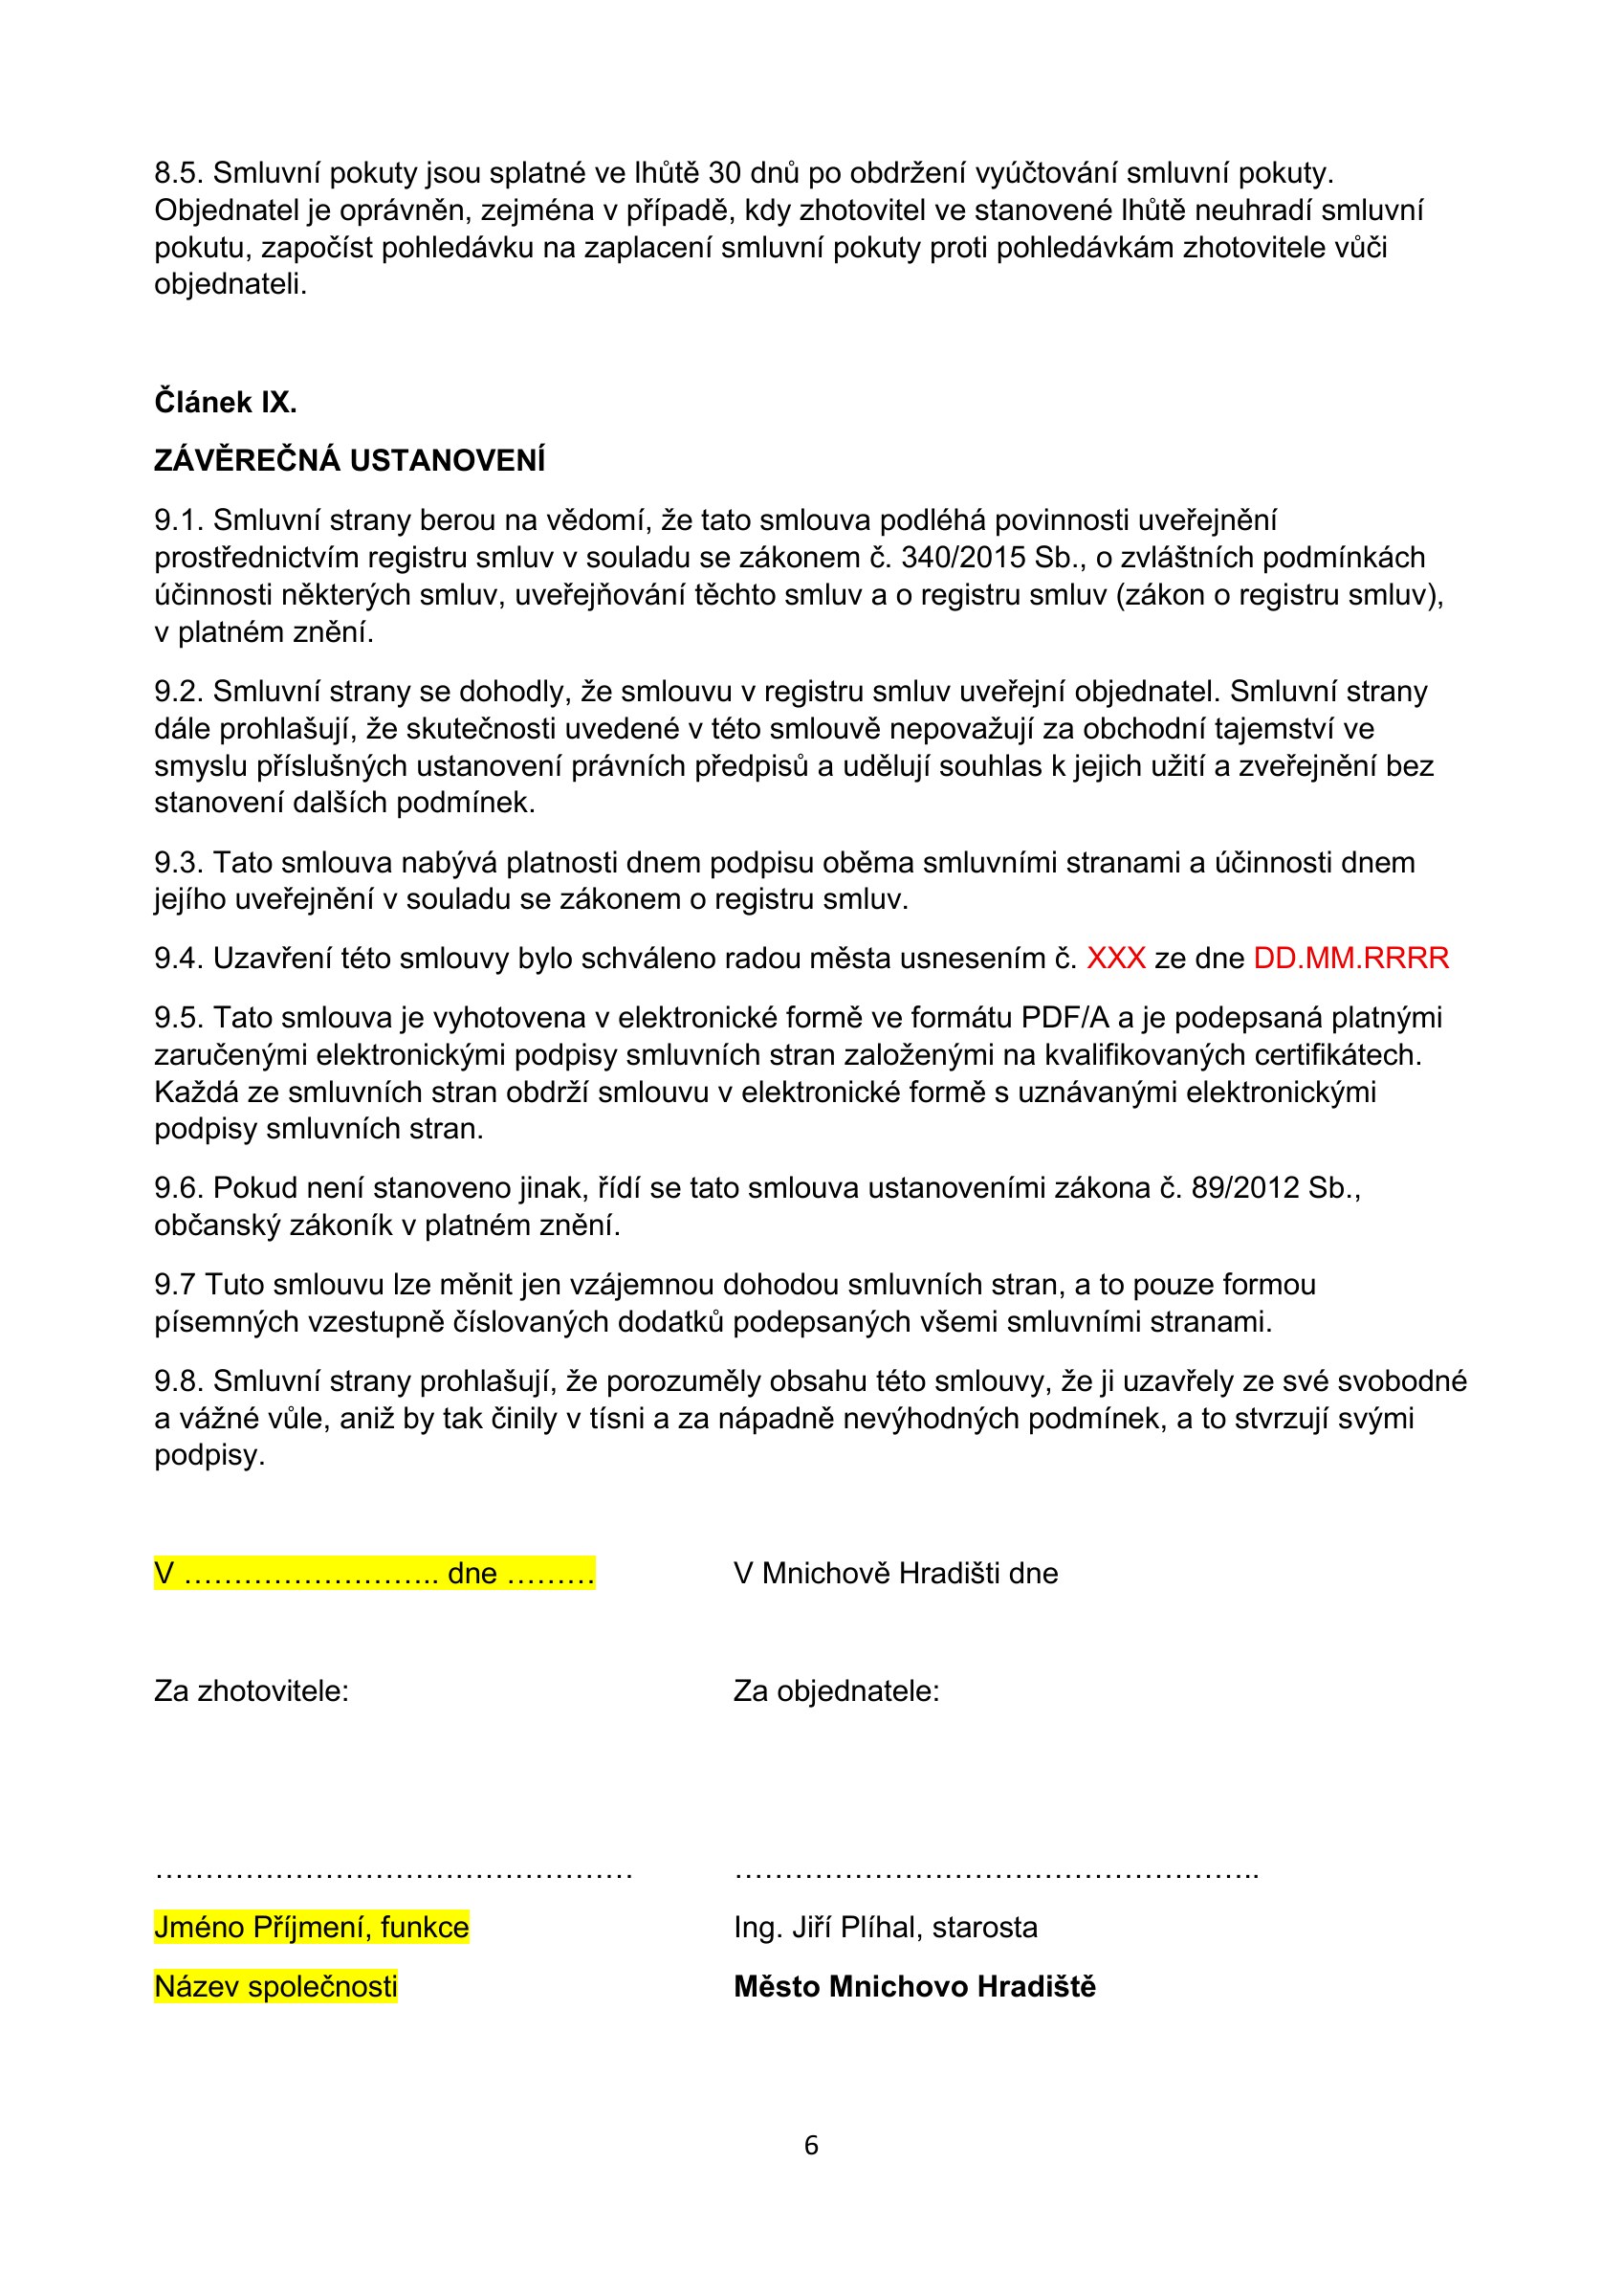 8.5. Smluvní pokuty jsou splatné ve lhůtě 30 dnů po obdržení vyúčtování smluvní pokuty.
Objednatel je oprávněn, zejména v případě, kdy zhotovitel ve stanovené lhůtě neuhradí smluvní
pokutu, započíst pohledávku na zaplacení smluvní pokuty proti pohledávkám zhotovitele vůči
objednateli.
Článek IX.
ZÁVĚREČNÁ USTANOVENÍ
9.1. Smluvní strany berou na vědomí, že tato smlouva podléhá povinnosti uveřejnění
prostřednictvím registru smluv v souladu se zákonem č. 340/2015 Sb., o zvláštních podmínkách
účinnosti některých smluv, uveřejňování těchto smluv a o registru smluv (zákon o registru smluv),
v platném znění.
9.2. Smluvní strany se dohodly, že smlouvu v registru smluv uveřejní objednatel. Smluvní strany
dále prohlašují, že skutečnosti uvedené v této smlouvě nepovažují za obchodní tajemství ve
smyslu příslušných ustanovení právních předpisů a udělují souhlas k jejich užití a zveřejnění bez
stanovení dalších podmínek.
9.3. Tato smlouva nabývá platnosti dnem podpisu oběma smluvními stranami a účinnosti dnem
jejího uveřejnění v souladu se zákonem o registru smluv.
9.4. Uzavření této smlouvy bylo schváleno radou města usnesením č. XXX ze dne DD.MM.RRRR
9.5. Tato smlouva je vyhotovena v elektronické formě ve formátu PDF/A a je podepsaná platnými
zaručenými elektronickými podpisy smluvních stran založenými na kvalifikovaných certifikátech.
Každá ze smluvních stran obdrží smlouvu v elektronické formě s uznávanými elektronickými
podpisy smluvních stran.
9.6. Pokud není stanoveno jinak, řídí se tato smlouva ustanoveními zákona č. 89/2012 Sb.,
občanský zákoník v platném znění.
9.7 Tuto smlouvu lze měnit jen vzájemnou dohodou smluvních stran, a to pouze formou
písemných vzestupně číslovaných dodatků podepsaných všemi smluvními stranami.
9.8. Smluvní strany prohlašují, že porozuměly obsahu této smlouvy, že ji uzavřely ze své svobodné
a vážné vůle, aniž by tak činily v tísni a za nápadně nevýhodných podmínek, a to stvrzují svými
podpisy.
V …………………….. dne ……… V Mnichově Hradišti dne
Za zhotovitele: Za objednatele:
………………………………………… ……………………………………………..
Jméno Příjmení, funkce Ing. Jiří Plíhal, starosta
Název společnosti Město Mnichovo Hradiště
6